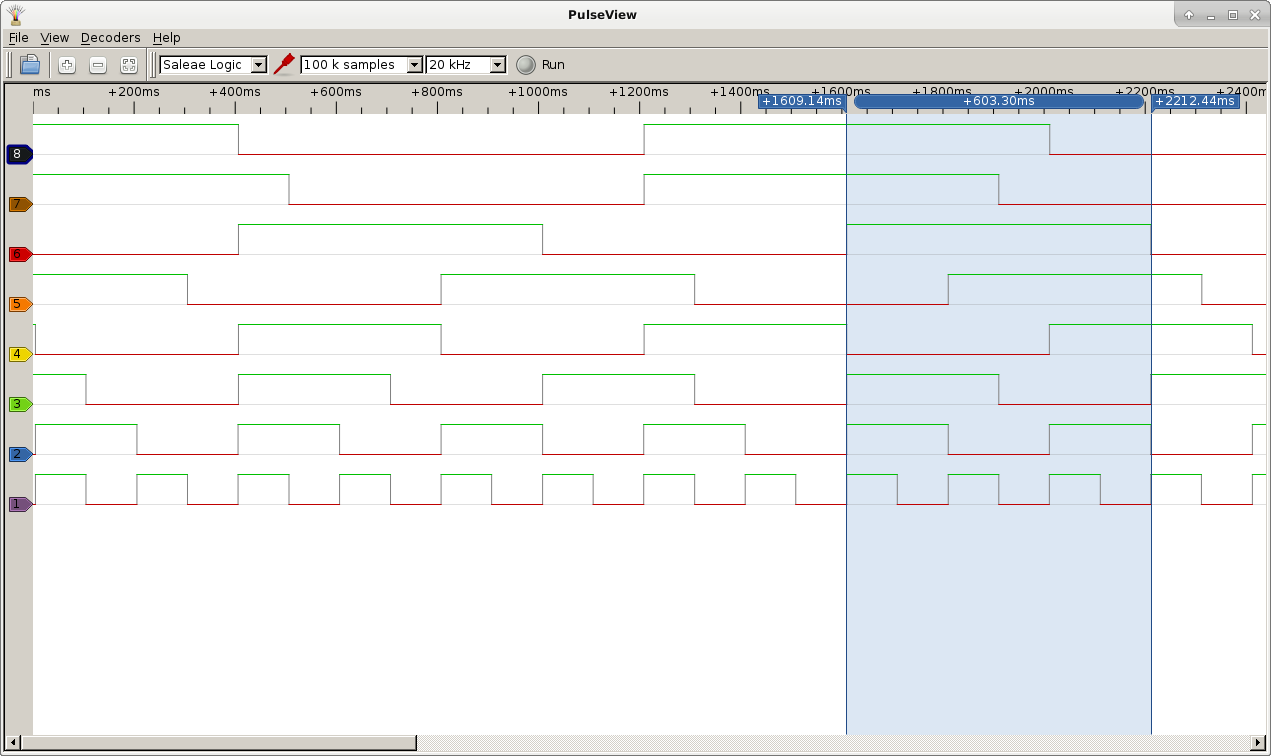 PulseView
File View Decoders Help
Saleae Logic 100 k samples 20 kHz Run
ms +200ms +400ms +600ms +800ms +1000ms +1200ms +1400ms +1600ms +1800ms +2000ms +2200ms +2400m
+1609.14ms +603.30ms +2212.44ms
8
7
6
5
4
3
2
1